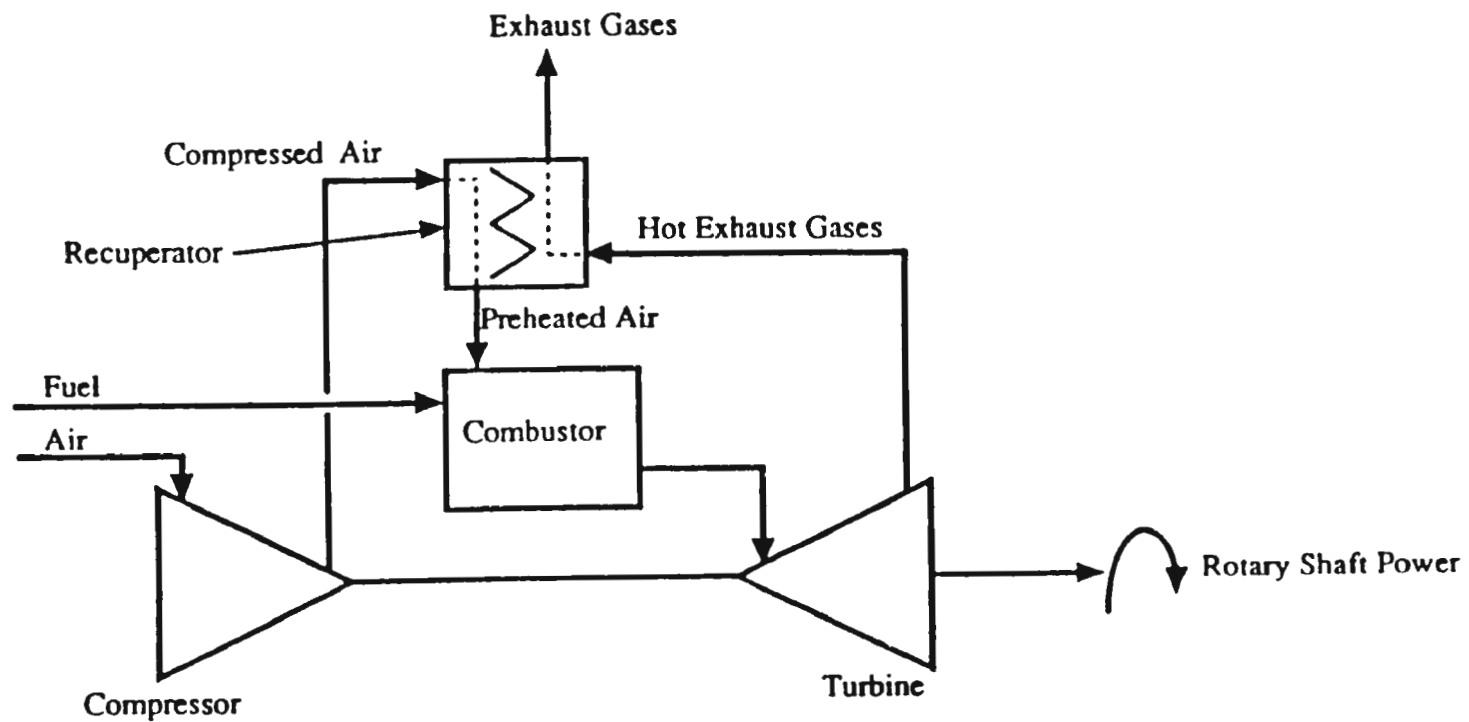 Exhaust Gases
Compressed Air
Hot Exhaust Gases
Recuperator
Preheated Air
Fuel
Combustor
Air
Rotary Shaft Power
Turbine
Compressor